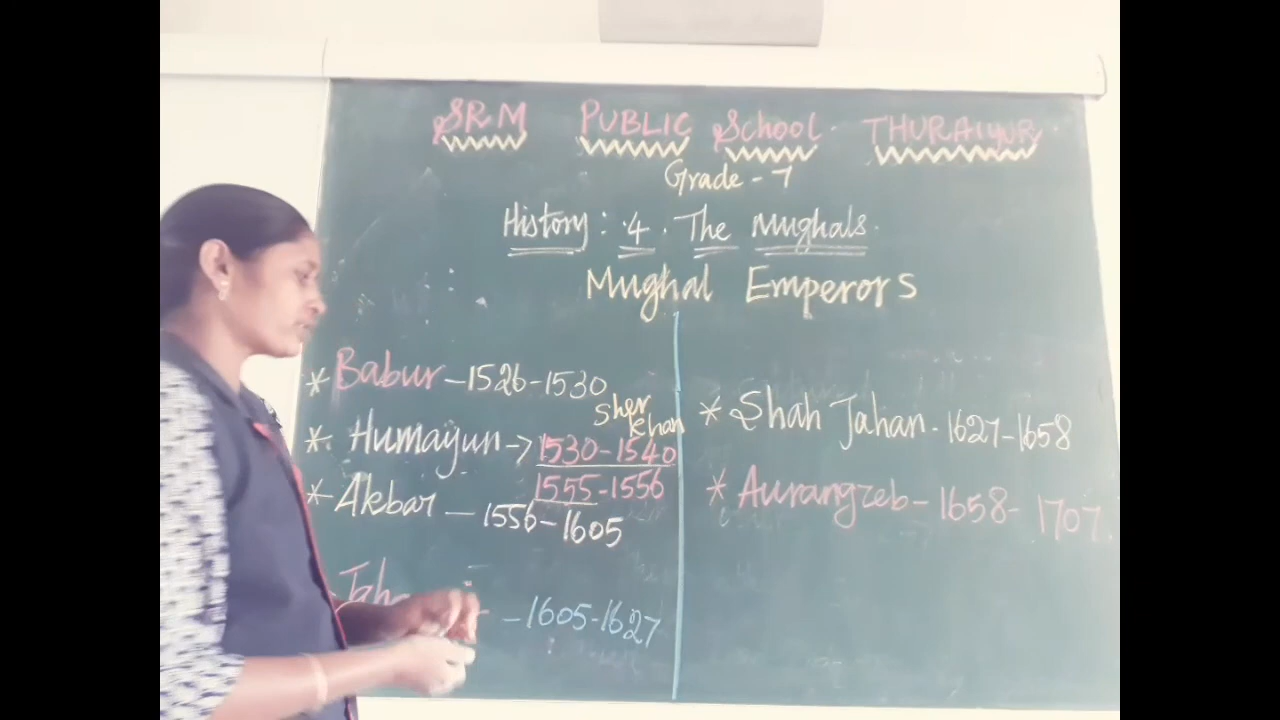 SRM PUBLIC School THURAIYUR
Grade - 7
History: 4. The Mughals.
Mughal Emperors
* Babur - 1526-1530
Sher
khan
* Humayun -> 1530-1540
1555-1556
* Akbar - 1556-1605
- 1605-1627
* Shah Jahan - 1627-1658
* Aurangzeb - 1658-1707.